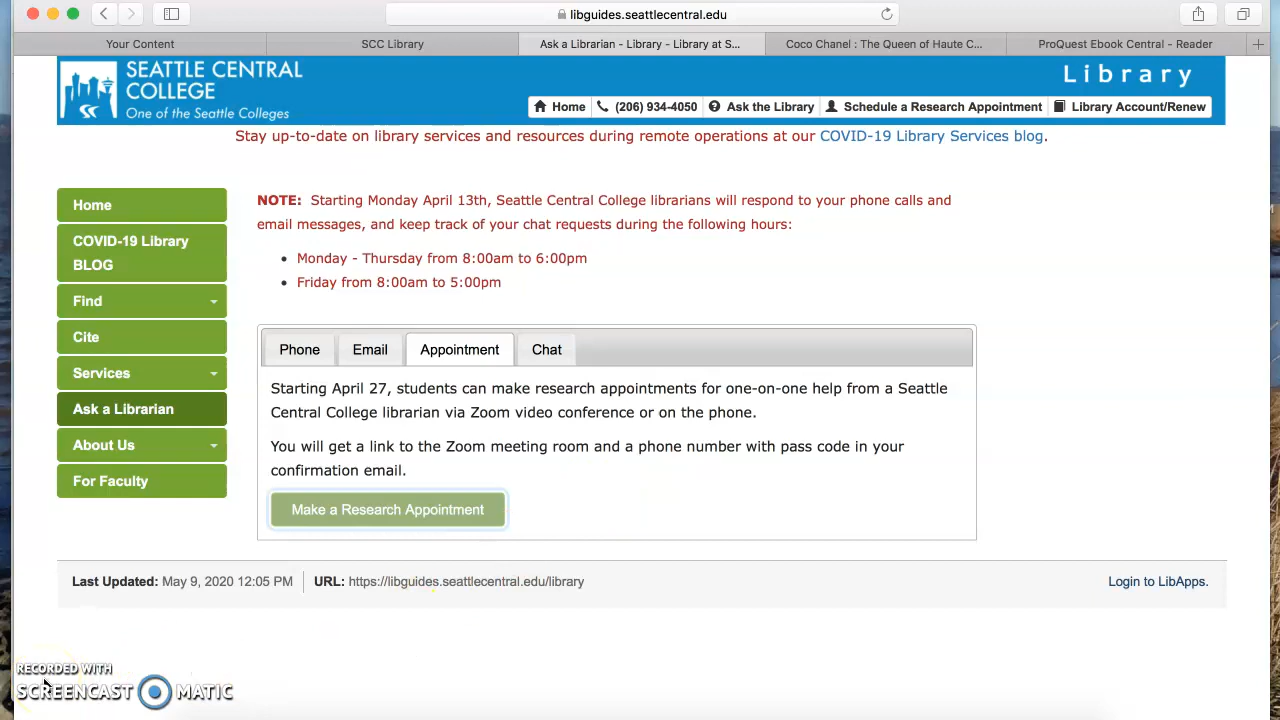 libguides.seattlecentral.edu
Your Content
SCC Library
Ask a Librarian - Library - Library at S...
Coco Chanel : The Queen of Haute C...
ProQuest Ebook Central - Reader
SEATTLE CENTRAL
COLLEGE
One of the Seattle Colleges
Library
Home
(206) 934-4050
Ask the Library
Schedule a Research Appointment
Library Account/Renew
Stay up-to-date on library services and resources during remote operations at our COVID-19 Library Services blog.
Home
COVID-19 Library
BLOG
Find
Cite
Services
Ask a Librarian
About Us
For Faculty
NOTE: Starting Monday April 13th, Seattle Central College librarians will respond to your phone calls and
email messages, and keep track of your chat requests during the following hours:
• Monday - Thursday from 8:00am to 6:00pm
• Friday from 8:00am to 5:00pm
Phone
Email
Appointment
Chat
Starting April 27, students can make research appointments for one-on-one help from a Seattle
Central College librarian via Zoom video conference or on the phone.
You will get a link to the Zoom meeting room and a phone number with pass code in your
confirmation email.
Make a Research Appointment
Last Updated: May 9, 2020 12:05 PM
URL: https://libguides.seattlecentral.edu/library
Login to LibApps.
RECORDED WITH
SCREENCAST MATIC